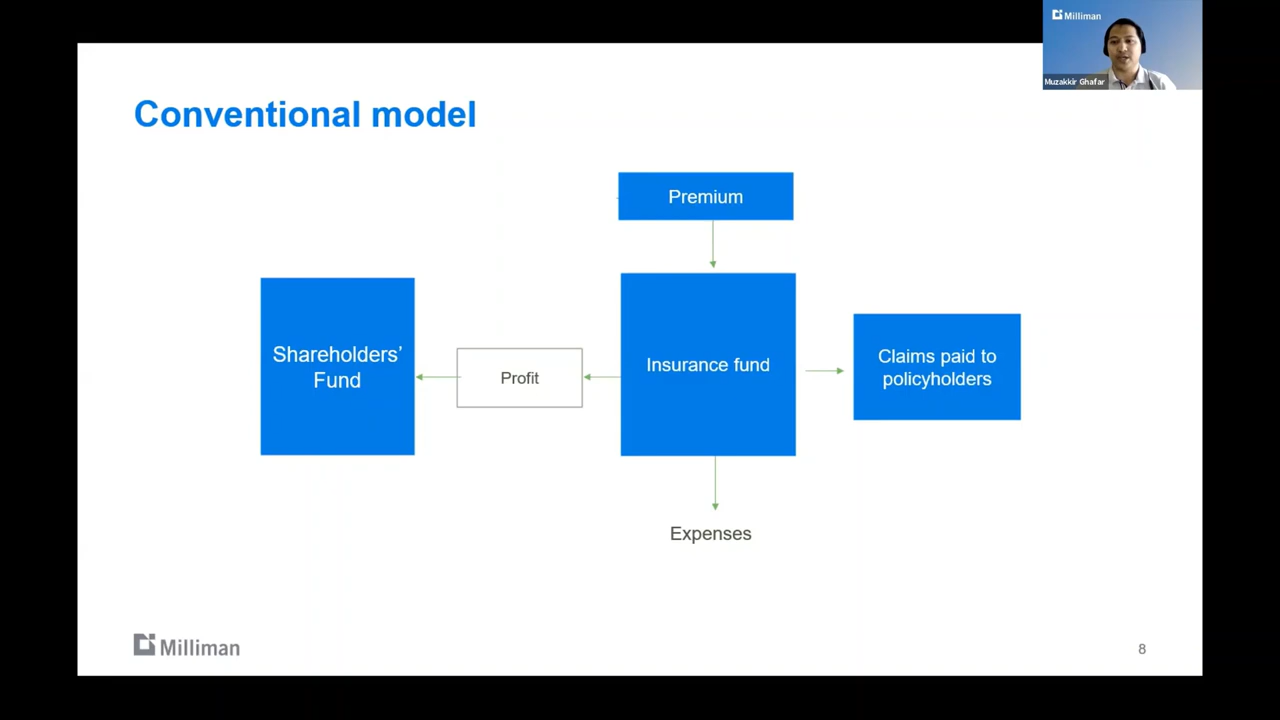 Milliman
Muzakkir Ghafar
Conventional model
Premium
Shareholders’
Fund
Profit
Insurance fund
Claims paid to
policyholders
Expenses
Milliman
8